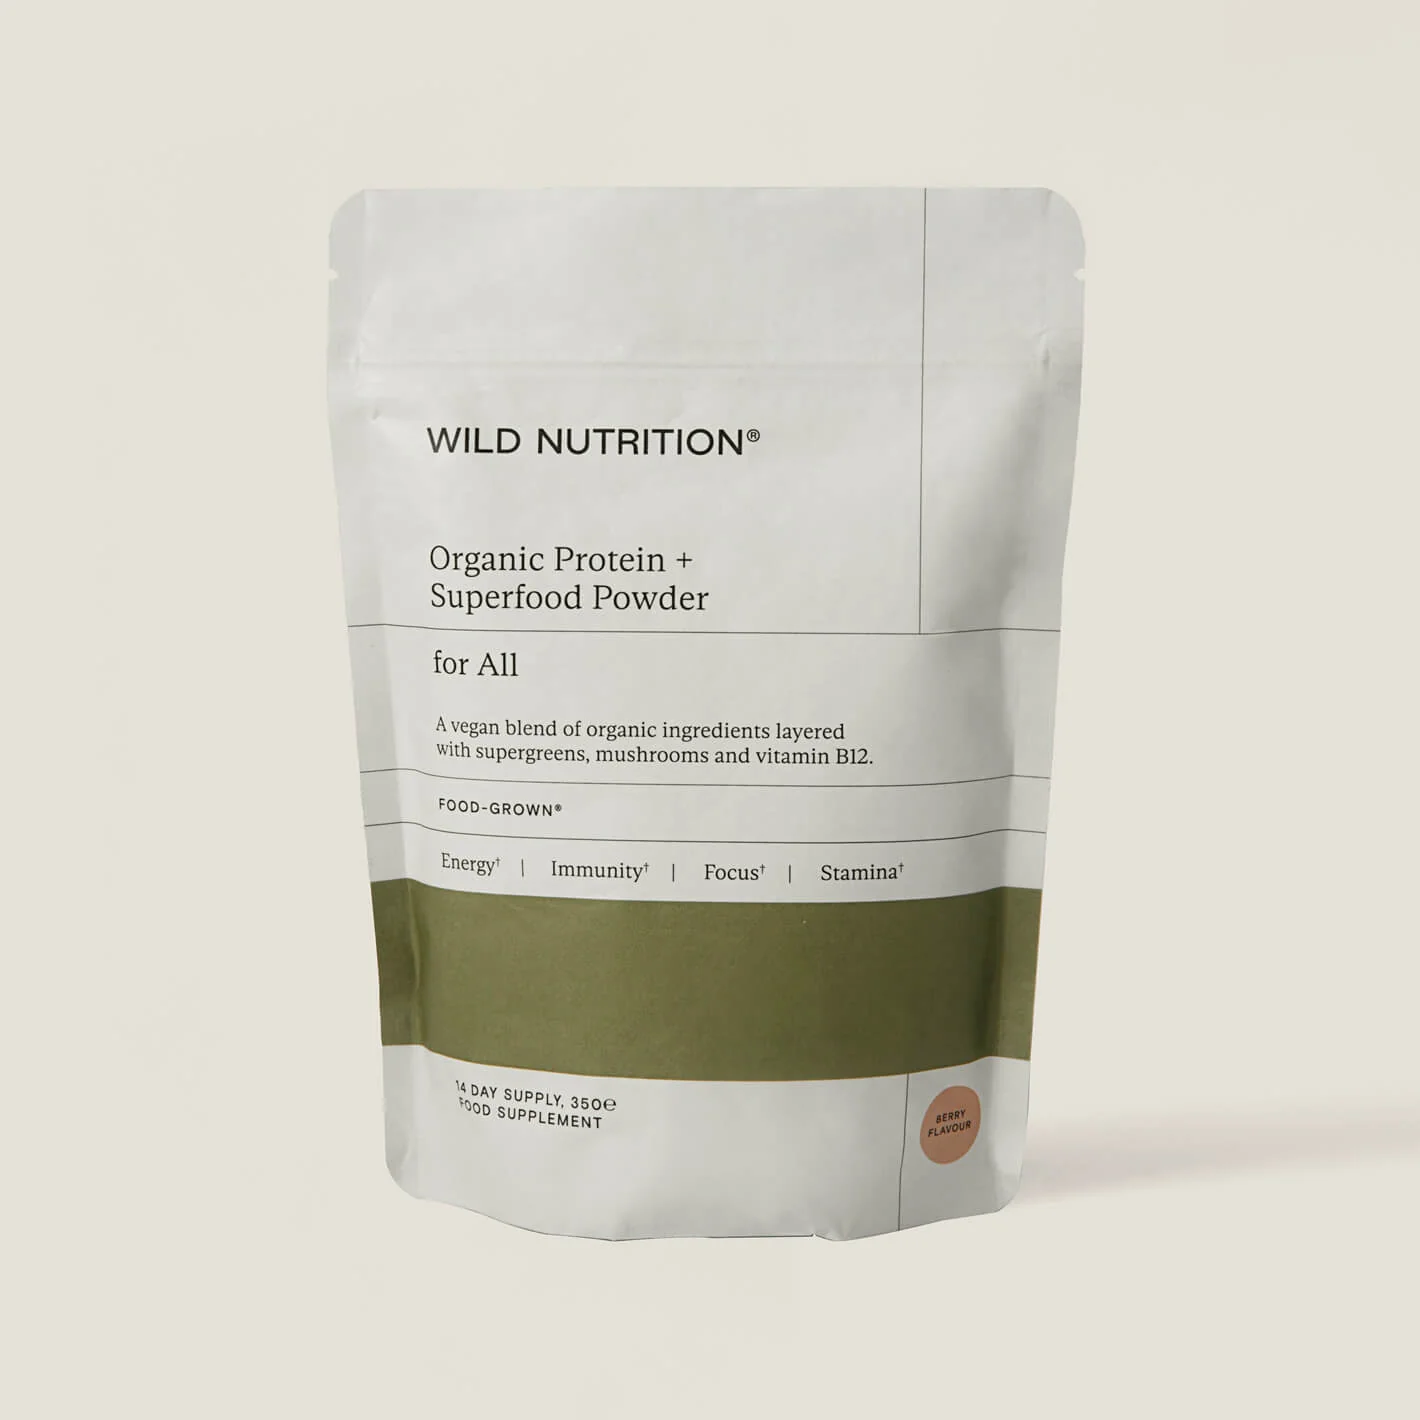 WILD NUTRITION®
Organic Protein +
Superfood Powder
for All
A vegan blend of organic ingredients layered
with supergreens, mushrooms and vitamin B12.
FOOD-GROWN®
Energy† | Immunity† | Focus† | Stamina†
14 DAY SUPPLY, 350℮
FOOD SUPPLEMENT
BERRY
FLAVOUR